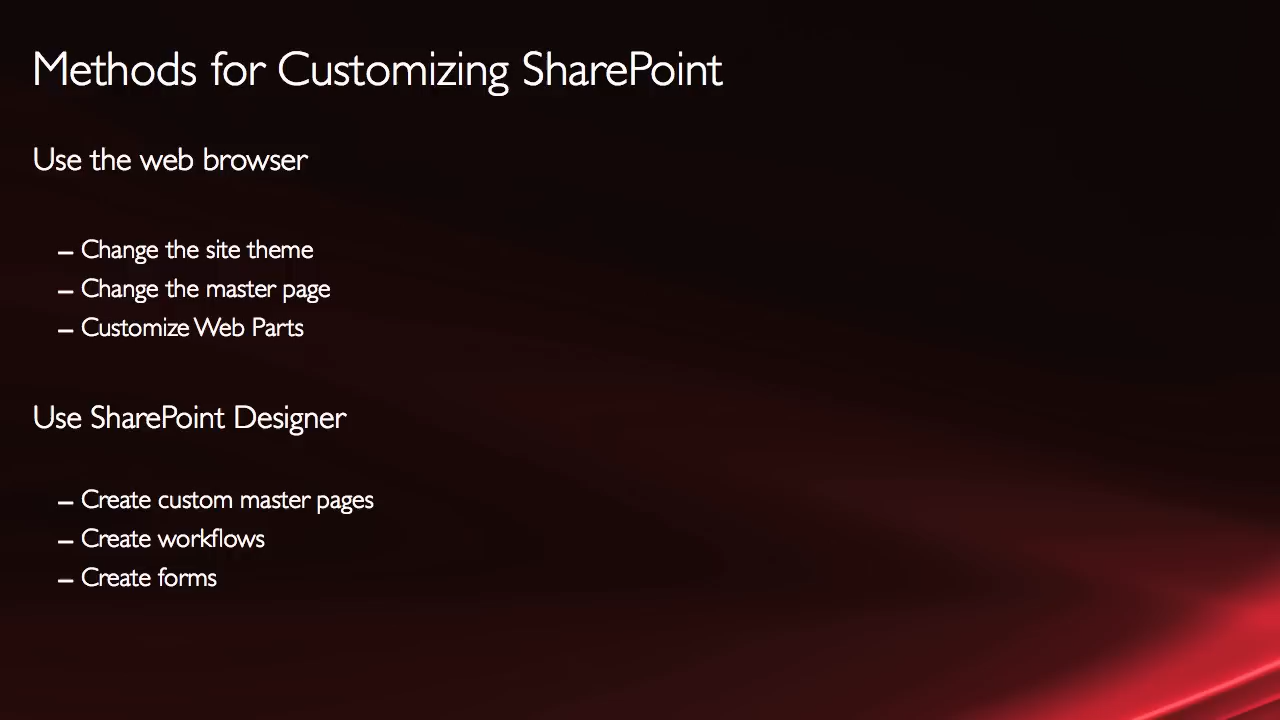 Methods for Customizing SharePoint
Use the web browser
– Change the site theme
– Change the master page
– Customize Web Parts
Use SharePoint Designer
– Create custom master pages
– Create workflows
– Create forms